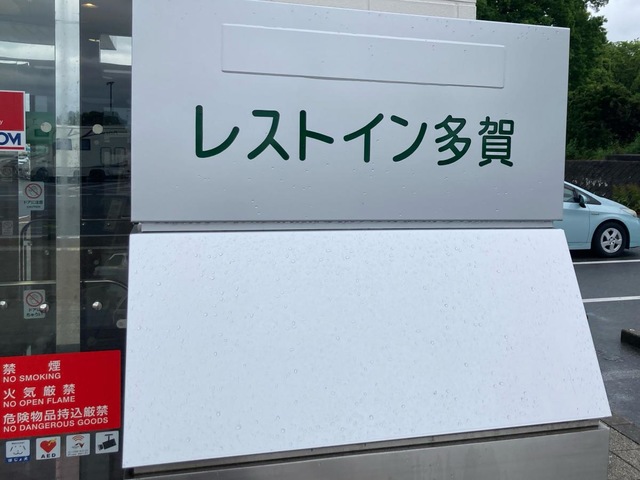 レストイン多賀
禁煙
NO SMOKING
火気厳禁
NO OPEN FLAME
危険物品持込厳禁
NO DANGEROUS GOODS
AED